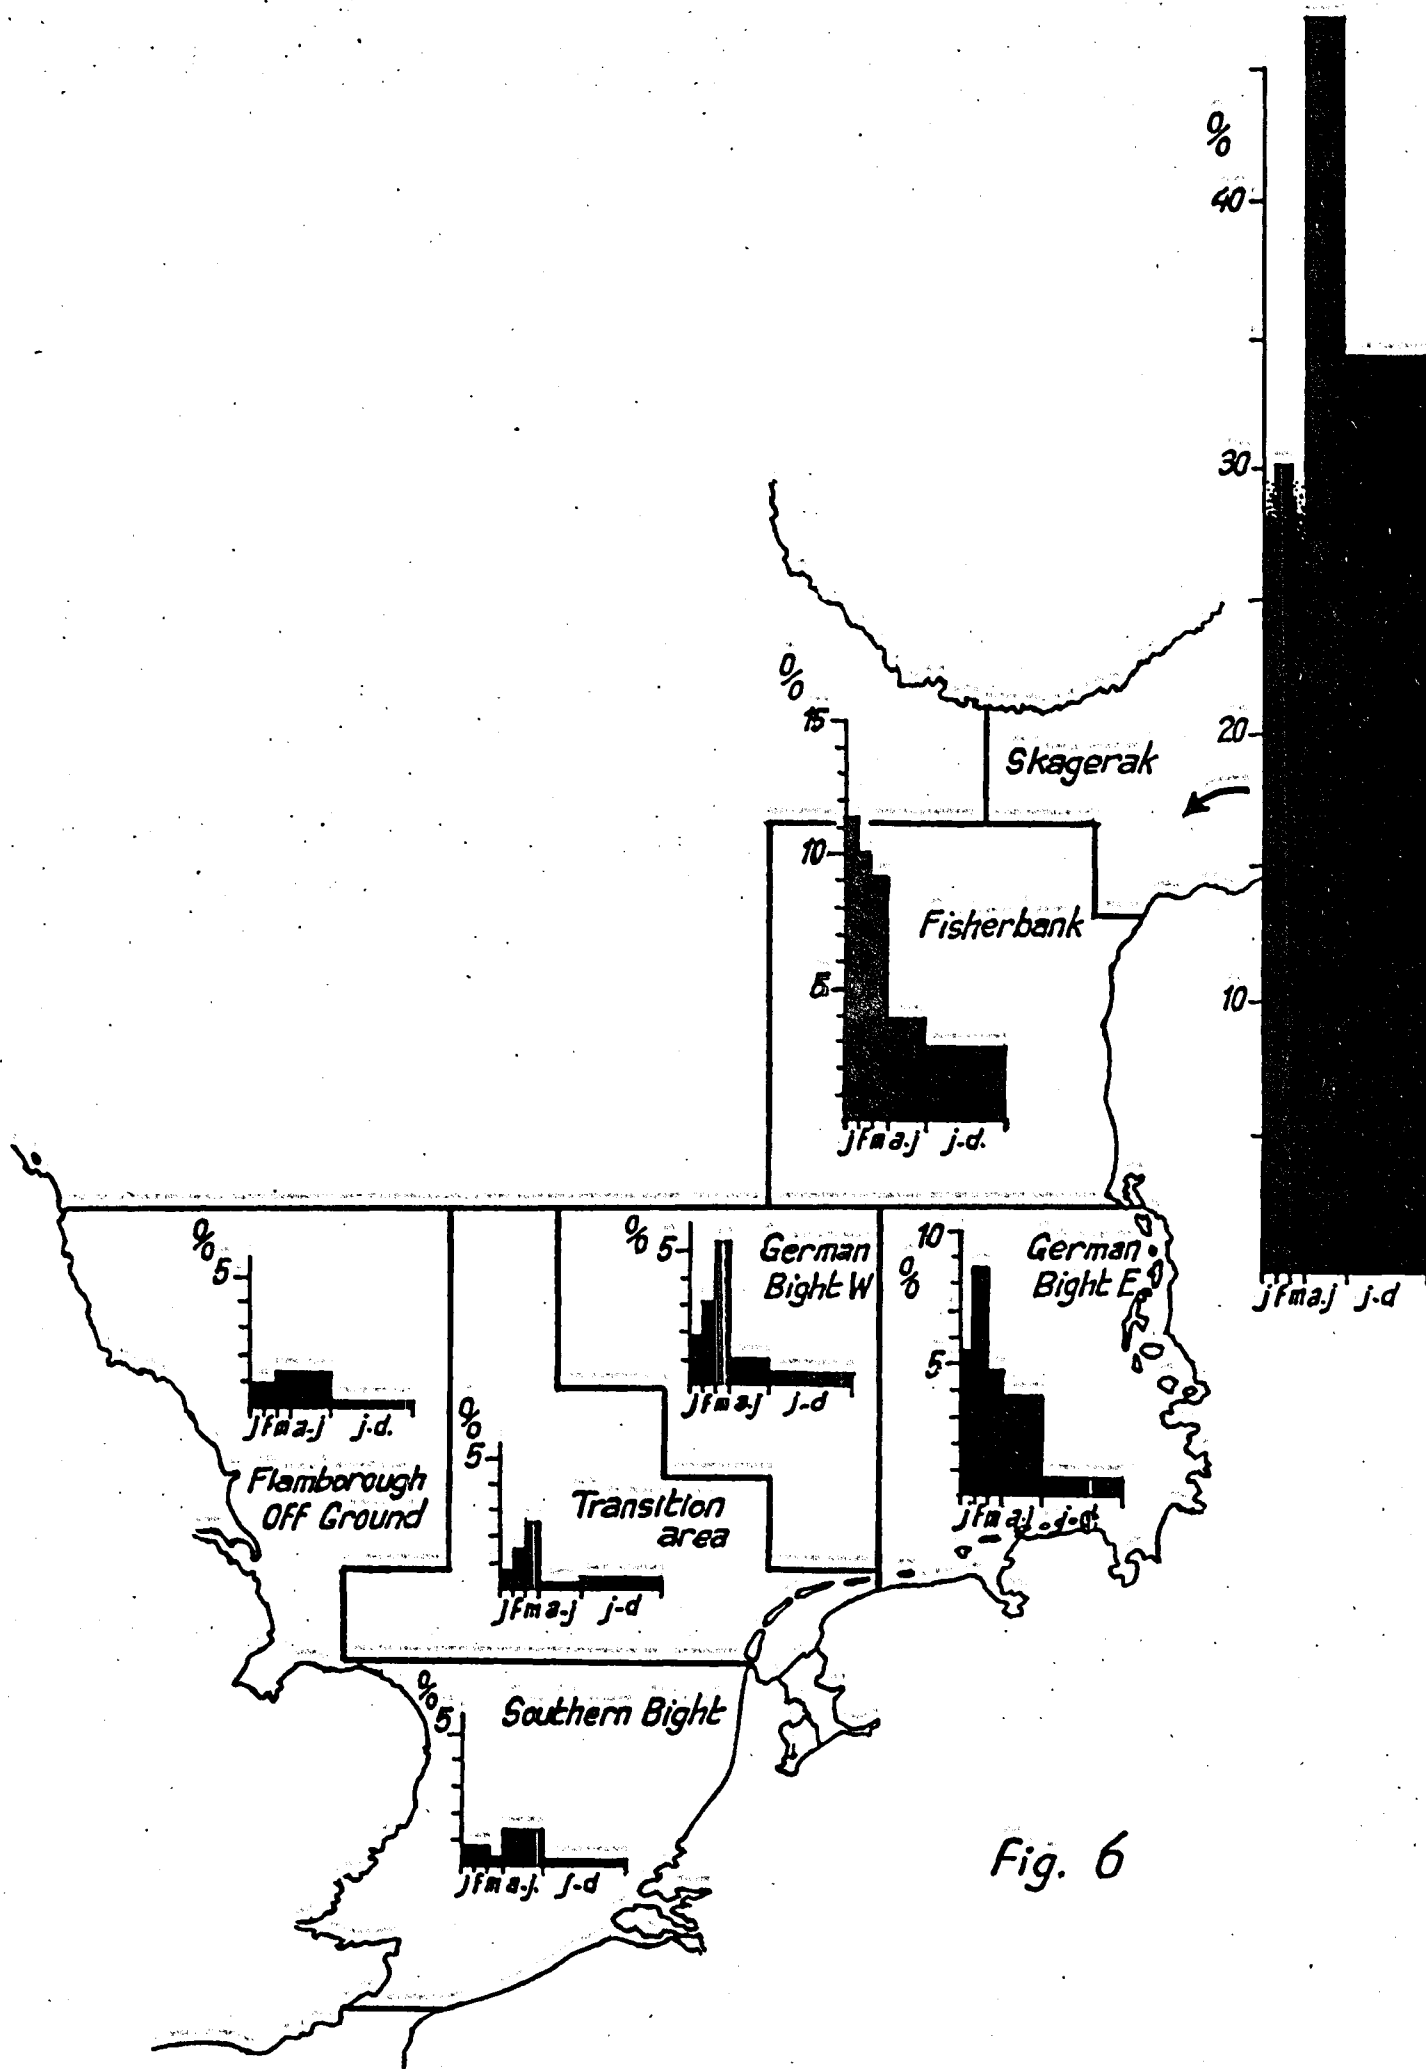 %
40
30
20
10
jfma.j j-d
Skagerak
%
15
10
5
Fisherbank
jfma.j j-d.
%
5
jfma-j j-d.
Flamborough
Off Ground
%
5
German
Bight W
jfma.j j-d
10
%
5
German
Bight E
jfma.j j-d
%
5
Transition
area
jfma-j j-d
%
5
Southern Bight
jfma-j. j-d
Fig. 6